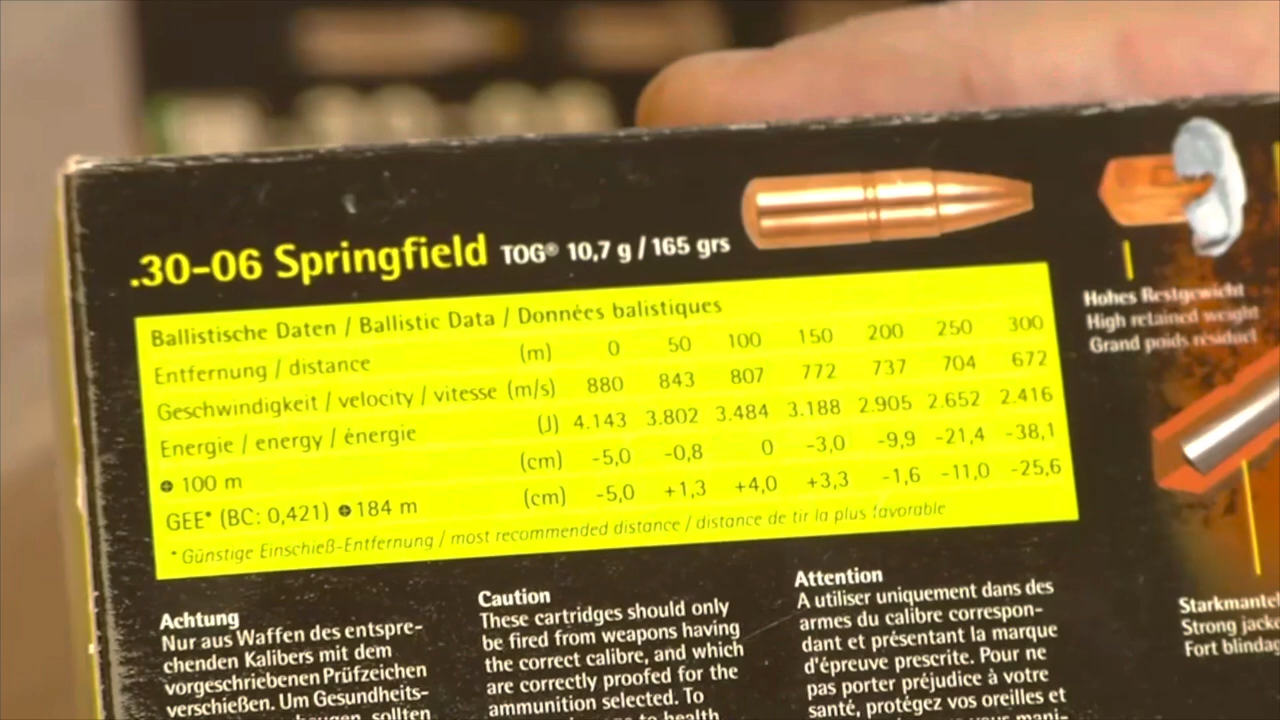 .30-06 Springfield TOG® 10,7 g / 165 grs
Ballistische Daten / Ballistic Data / Données balistiques
Entfernung / distance (m) 0 50 100 150 200 250 300
Geschwindigkeit / velocity / vitesse (m/s) 880 843 807 772 737 704 672
Energie / energy / énergie (J) 4.143 3.802 3.484 3.188 2.905 2.652 2.416
⌖ 100 m (cm) -5,0 -0,8 0 -3,0 -9,9 -21,4 -38,1
GEE* (BC: 0,421) ⌖ 184 m (cm) -5,0 +1,3 +4,0 +3,3 -1,6 -11,0 -25,6
* Günstige Einschieß-Entfernung / most recommended distance / distance de tir la plus favorable
Hohes Restgewicht
High retained weight
Grand poids résiduel
Achtung
Nur aus Waffen des entspre-
chenden Kalibers mit dem
vorgeschriebenen Prüfzeichen
verschießen. Um Gesundheits-
sollten
Caution
These cartridges should only
be fired from weapons having
the correct calibre, and which
are correctly proofed for the
ammunition selected. To
to health
Attention
A utiliser uniquement dans des
armes du calibre correspon-
dant et présentant la marque
d'épreuve prescrite. Pour ne
pas porter préjudice à votre
santé, protégez vos oreilles et
Starkmantel
Strong jacke
Fort blindag